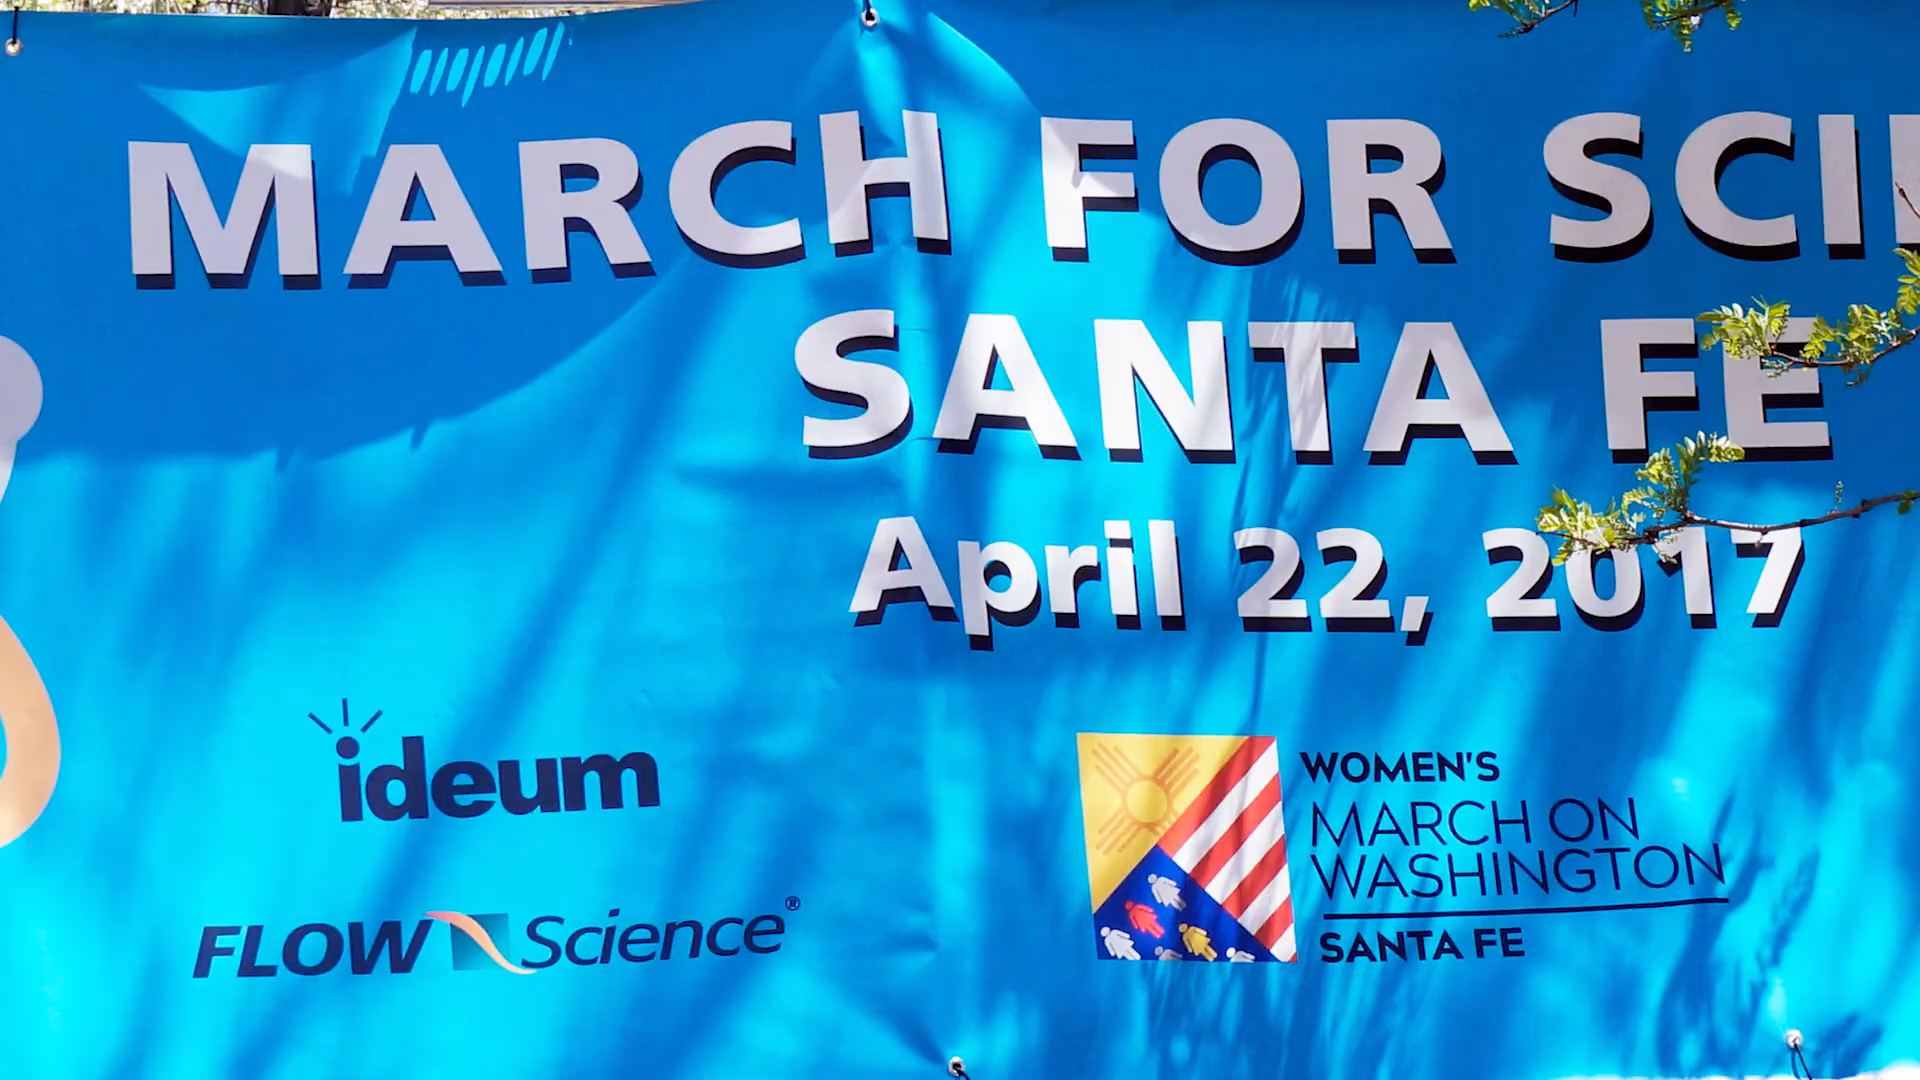 MARCH FOR SCI
SANTA FE
April 22, 2017
ideum
FLOW Science®
WOMEN'S
MARCH ON
WASHINGTON
SANTA FE